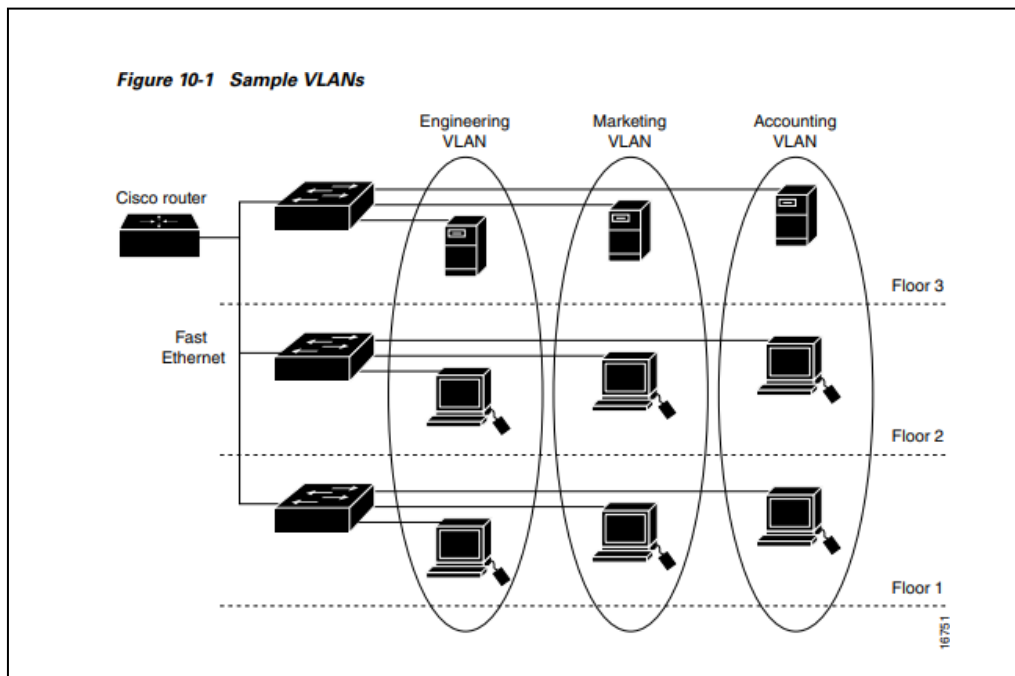 Figure 10-1 Sample VLANs
Engineering
VLAN
Marketing
VLAN
Accounting
VLAN
Cisco router
Floor 3
Fast
Ethernet
Floor 2
Floor 1
16751